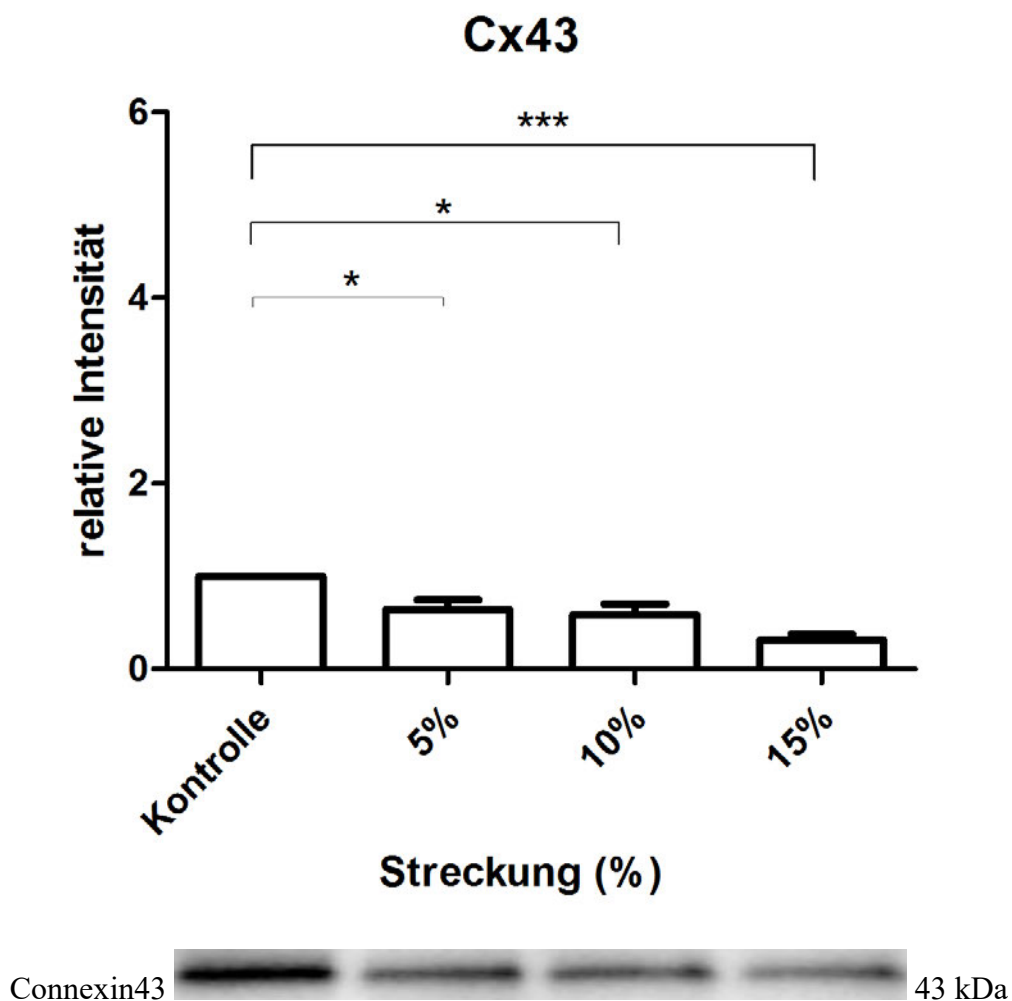 Cx43
6
***
*
*
4
2
0
relative Intensität
Kontrolle 5% 10% 15%
Streckung (%)
Connexin43 43 kDa